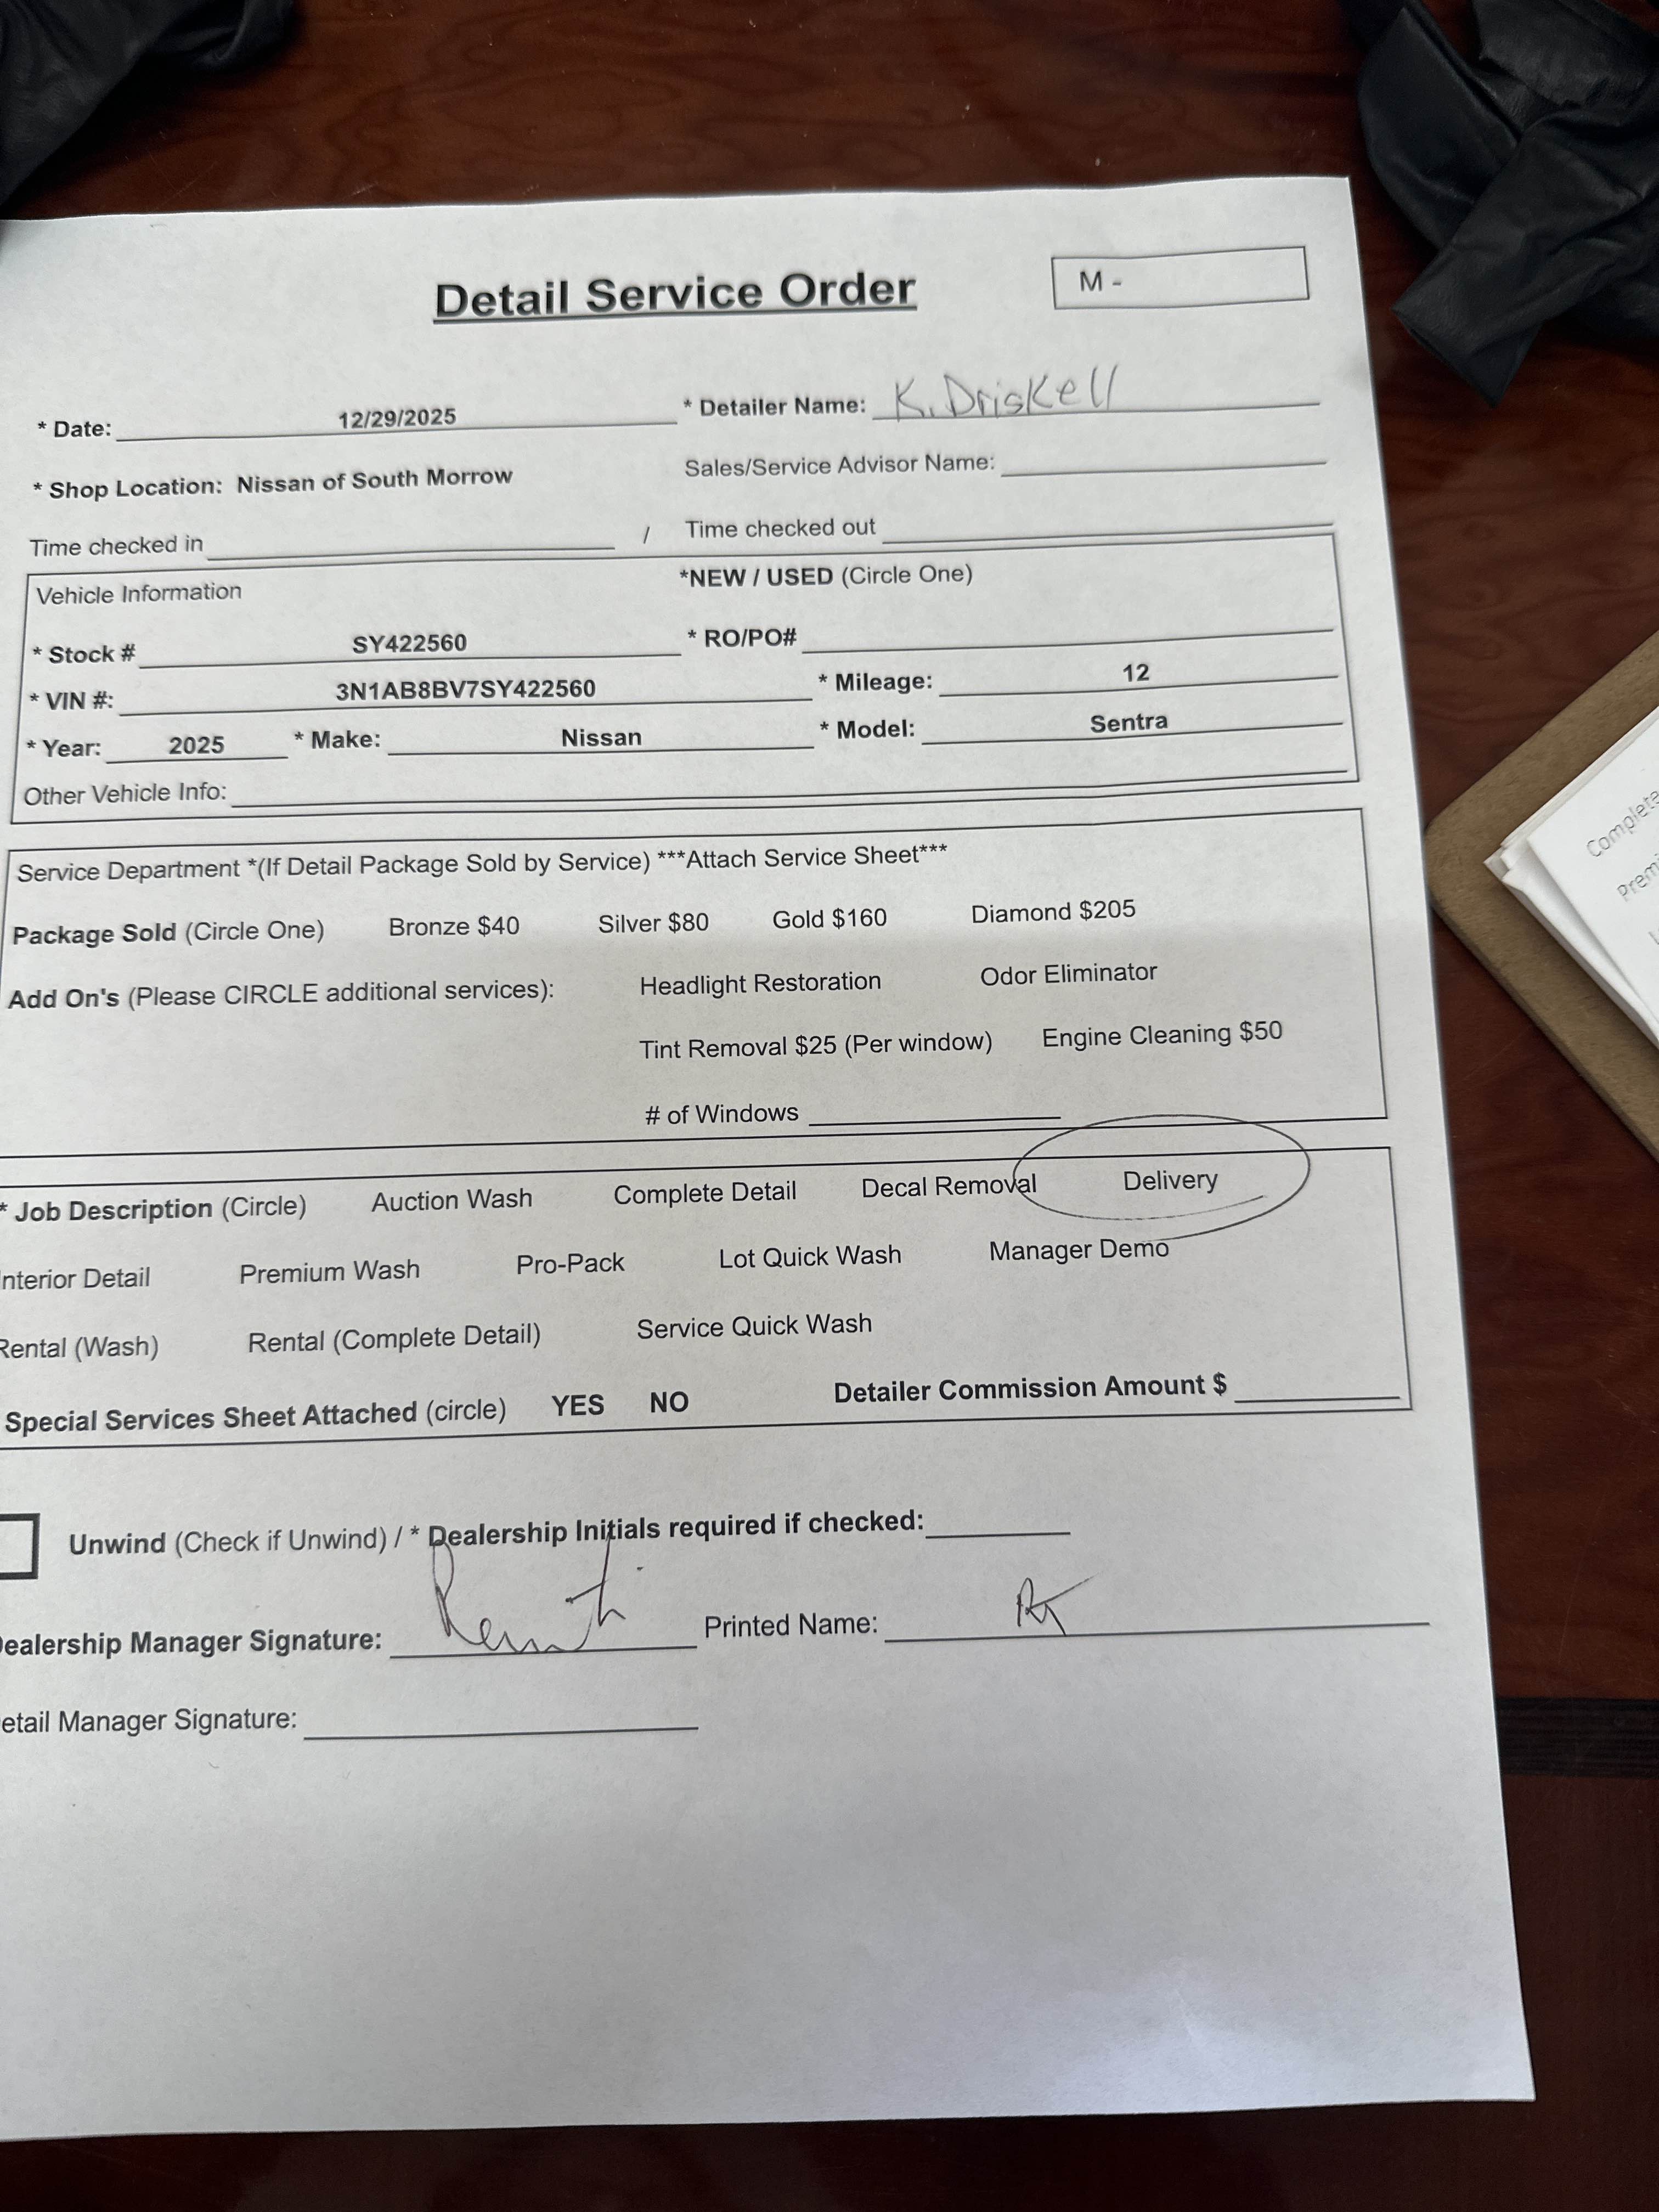 Detail Service Order
M -
* Date: 12/29/2025 * Detailer Name: K. Driskell
* Shop Location: Nissan of South Morrow Sales/Service Advisor Name:
Time checked in / Time checked out
Vehicle Information *NEW / USED (Circle One)
* Stock # SY422560 * RO/PO#
* VIN #: 3N1AB8BV7SY422560 * Mileage: 12
* Year: 2025 * Make: Nissan * Model: Sentra
Other Vehicle Info:
Service Department *(If Detail Package Sold by Service) ***Attach Service Sheet***
Package Sold (Circle One) Bronze $40 Silver $80 Gold $160 Diamond $205
Add On's (Please CIRCLE additional services): Headlight Restoration Odor Eliminator
Tint Removal $25 (Per window) Engine Cleaning $50
# of Windows
* Job Description (Circle) Auction Wash Complete Detail Decal Removal Delivery
nterior Detail Premium Wash Pro-Pack Lot Quick Wash Manager Demo
Rental (Wash) Rental (Complete Detail) Service Quick Wash
Special Services Sheet Attached (circle) YES NO Detailer Commission Amount $
Unwind (Check if Unwind) / * Dealership Initials required if checked:
Dealership Manager Signature: Printed Name:
etail Manager Signature:
Complete
Premi